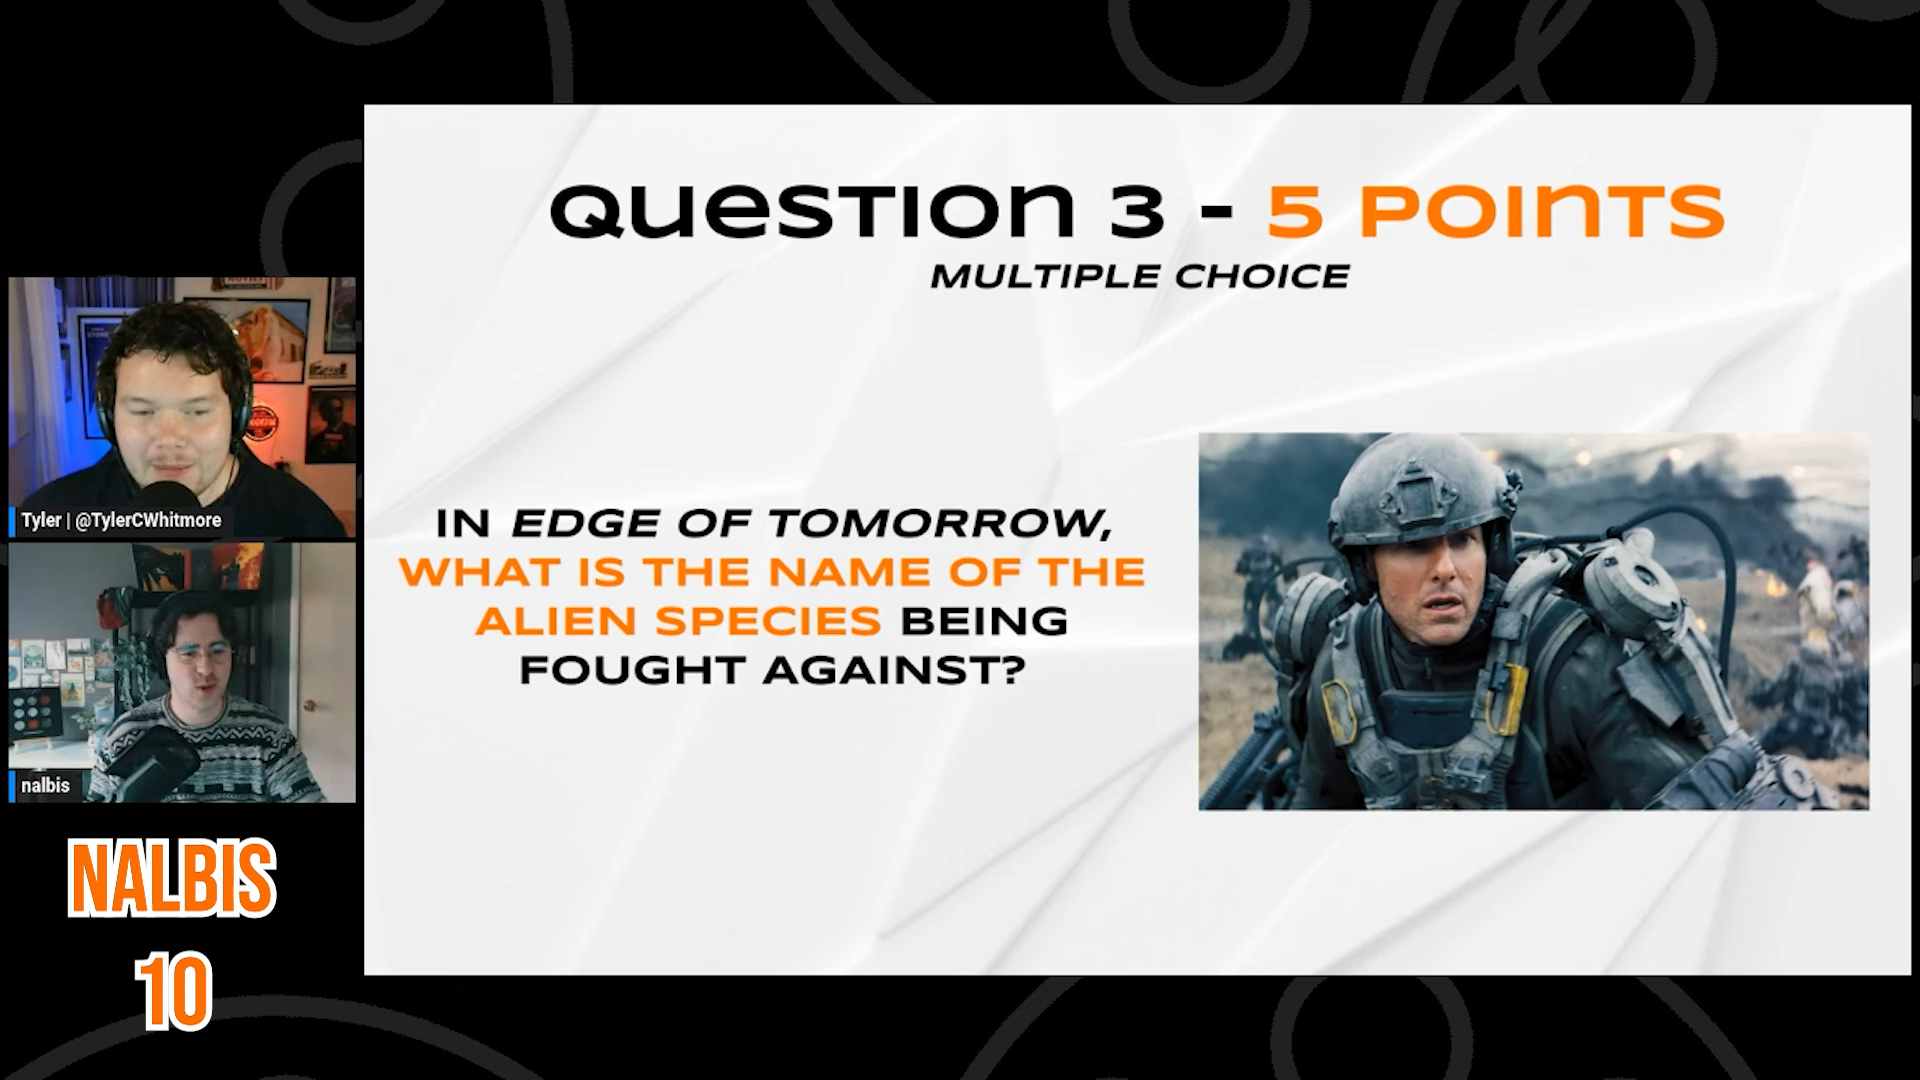 QUESTION 3 - 5 POINTS
MULTIPLE CHOICE
IN EDGE OF TOMORROW,
WHAT IS THE NAME OF THE
ALIEN SPECIES BEING
FOUGHT AGAINST?
Tyler | @TylerCWhitmore
nalbis
NALBIS
10